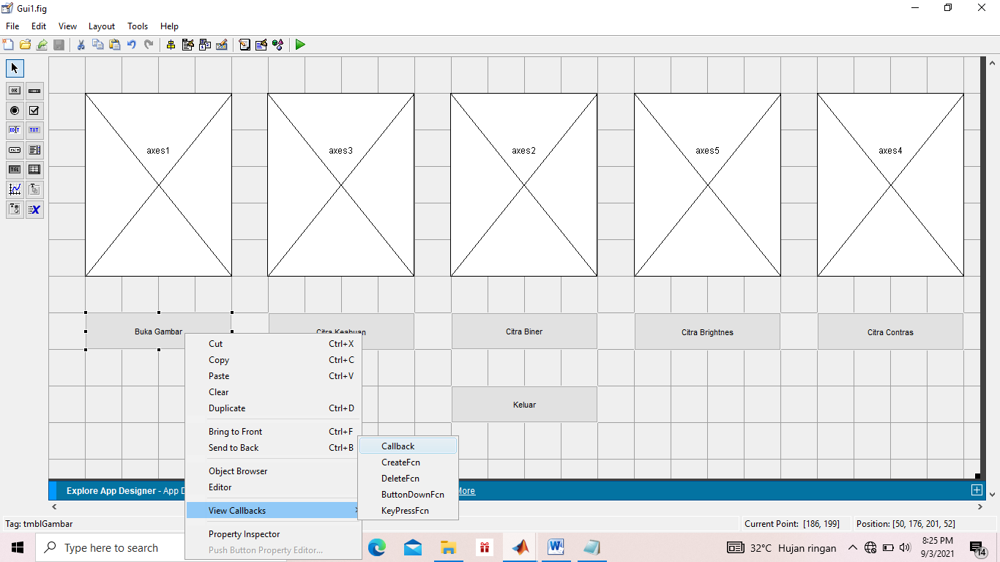 Gui1.fig
File Edit View Layout Tools Help
OK
EDIT TXT
TGL
axes1 axes3 axes2 axes5 axes4
Buka Gambar Citra Keabuan Citra Biner Citra Brightnes Citra Contras
Cut Ctrl+X
Copy Ctrl+C
Paste Ctrl+V
Clear
Duplicate Ctrl+D
Keluar
Bring to Front Ctrl+F
Send to Back Ctrl+B
Object Browser
Editor
View Callbacks
Property Inspector
Push Button Property Editor...
Callback
CreateFcn
DeleteFcn
ButtonDownFcn
KeyPressFcn
Explore App Designer - App D
More
Tag: tmblGambar Current Point: [186, 199] Position: [50, 176, 201, 52]
Type here to search
32°C Hujan ringan
8:25 PM
9/3/2021
14